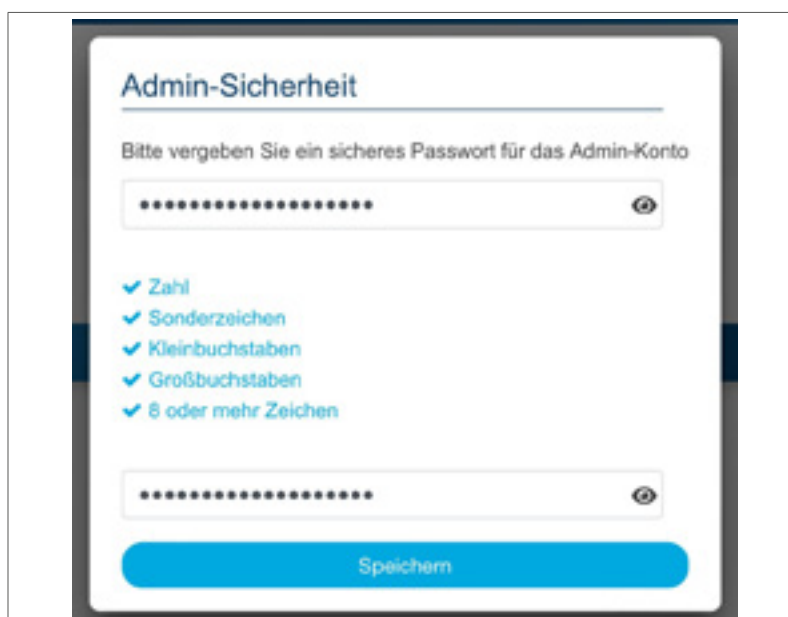 Admin-Sicherheit
Bitte vergeben Sie ein sicheres Passwort für das Admin-Konto
•••••••••••••••••••
Zahl
Sonderzeichen
Kleinbuchstaben
Großbuchstaben
8 oder mehr Zeichen
•••••••••••••••••••
Speichern